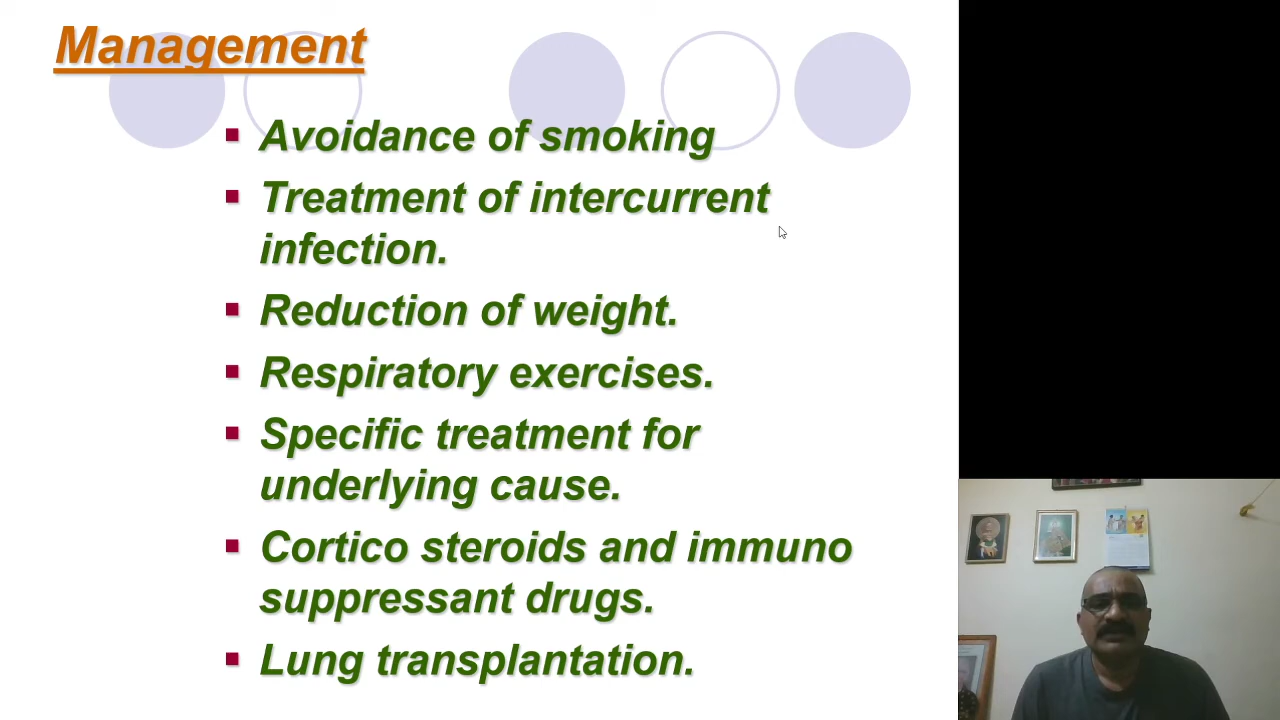 Management
▪ Avoidance of smoking
▪ Treatment of intercurrent
infection.
▪ Reduction of weight.
▪ Respiratory exercises.
▪ Specific treatment for
underlying cause.
▪ Cortico steroids and immuno
suppressant drugs.
▪ Lung transplantation.